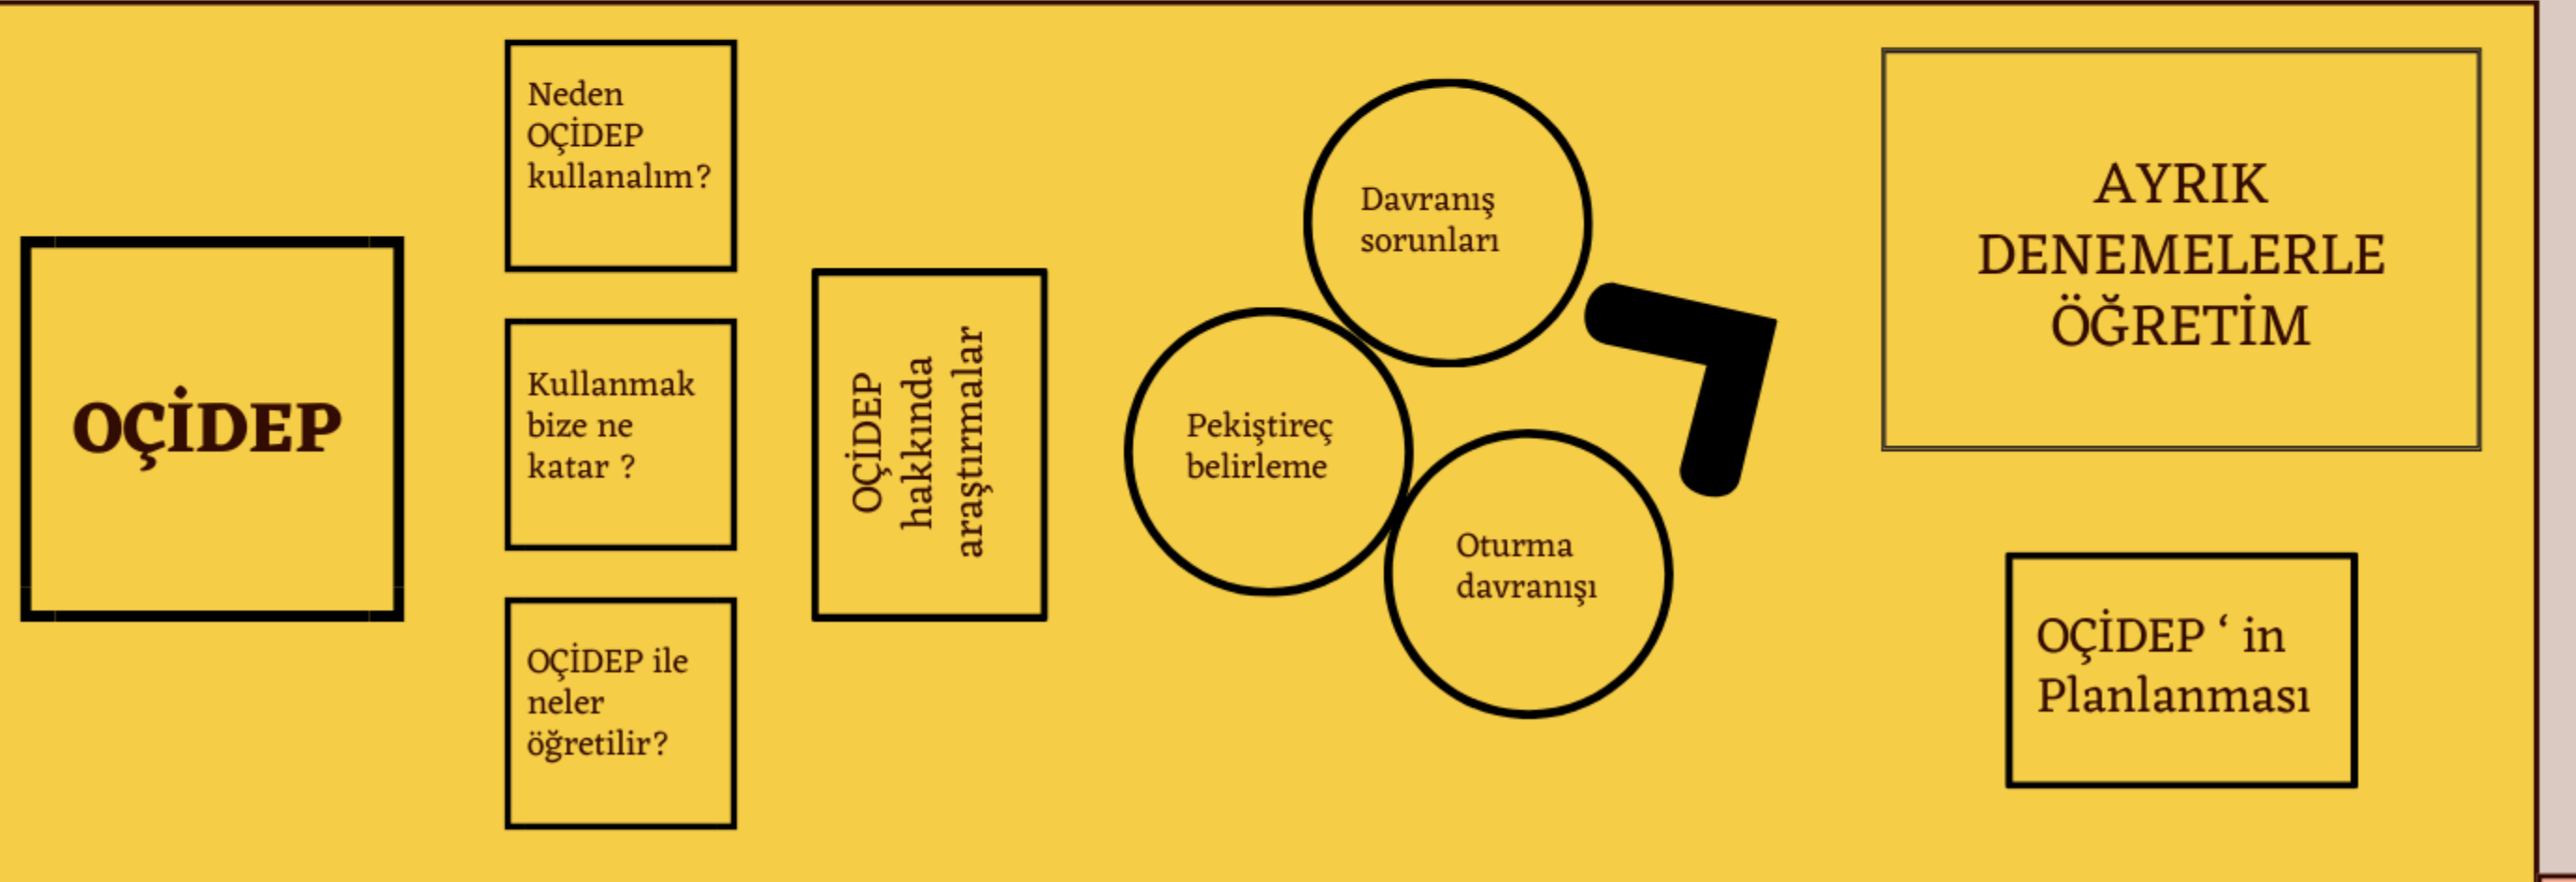 OÇİDEP
Neden
OÇİDEP
kullanalım?
Kullanmak
bize ne
katar ?
OÇİDEP ile
neler
öğretilir?
OÇİDEP
hakkında
araştırmalar
Davranış
sorunları
Pekiştireç
belirleme
Oturma
davranışı
AYRIK
DENEMELERLE
ÖĞRETİM
OÇİDEP ‘ in
Planlanması